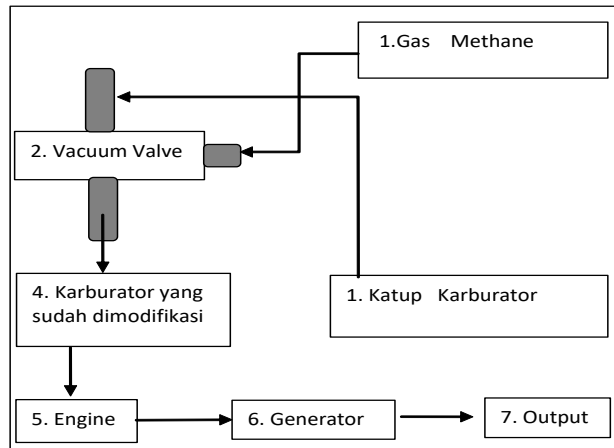 1.Gas Methane
2. Vacuum Valve
4. Karburator yang
sudah dimodifikasi
1. Katup Karburator
5. Engine
6. Generator
7. Output